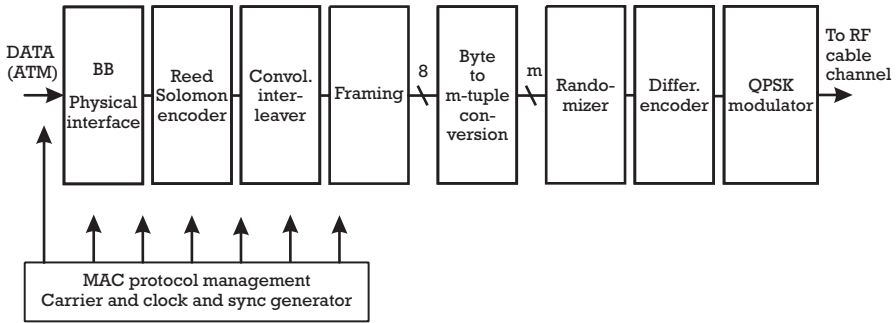 DATA
(ATM)
BB
Physical
interface
Reed
Solomon
encoder
Convol.
inter-
leaver
Framing
8
Byte
to
m-tuple
con-
version
m
Rando-
mizer
Differ.
encoder
QPSK
modulator
To RF
cable
channel
MAC protocol management
Carrier and clock and sync generator